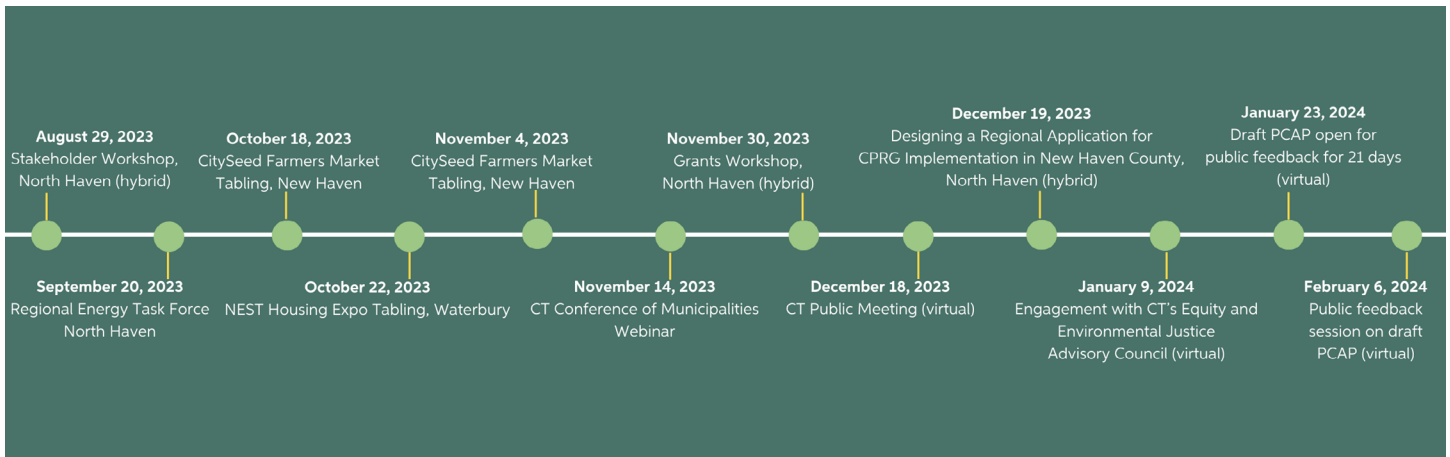 August 29, 2023
Stakeholder Workshop,
North Haven (hybrid)
September 20, 2023
Regional Energy Task Force
North Haven
October 18, 2023
CitySeed Farmers Market
Tabling, New Haven
October 22, 2023
NEST Housing Expo Tabling, Waterbury
November 4, 2023
CitySeed Farmers Market
Tabling, New Haven
November 14, 2023
CT Conference of Municipalities
Webinar
November 30, 2023
Grants Workshop,
North Haven (hybrid)
December 18, 2023
CT Public Meeting (virtual)
December 19, 2023
Designing a Regional Application for
CPRG Implementation in New Haven County,
North Haven (hybrid)
January 9, 2024
Engagement with CT's Equity and
Environmental Justice
Advisory Council (virtual)
January 23, 2024
Draft PCAP open for
public feedback for 21 days
(virtual)
February 6, 2024
Public feedback
session on draft
PCAP (virtual)